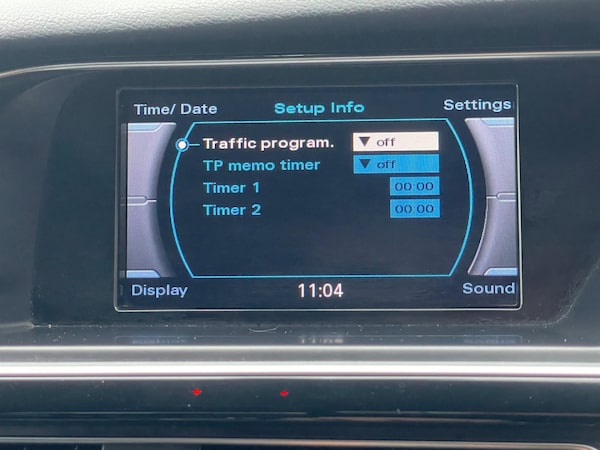 Time/ Date Setup Info Settings
Traffic program. ▼ off
TP memo timer ▼ off
Timer 1 00:00
Timer 2 00:00
Display 11:04 Sound